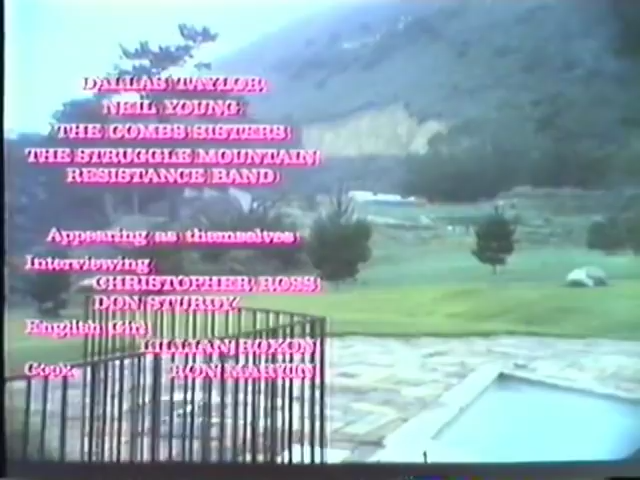 DALLAS TAYLOR
NEIL YOUNG
THE COMBS SISTERS
THE STRUGGLE MOUNTAIN
RESISTANCE BAND
Appearing as themselves
Interviewing
CHRISTOPHER ROSS
DON STURDY
English Girl
LILLIAN ROXON
Cook
RON MARTIN